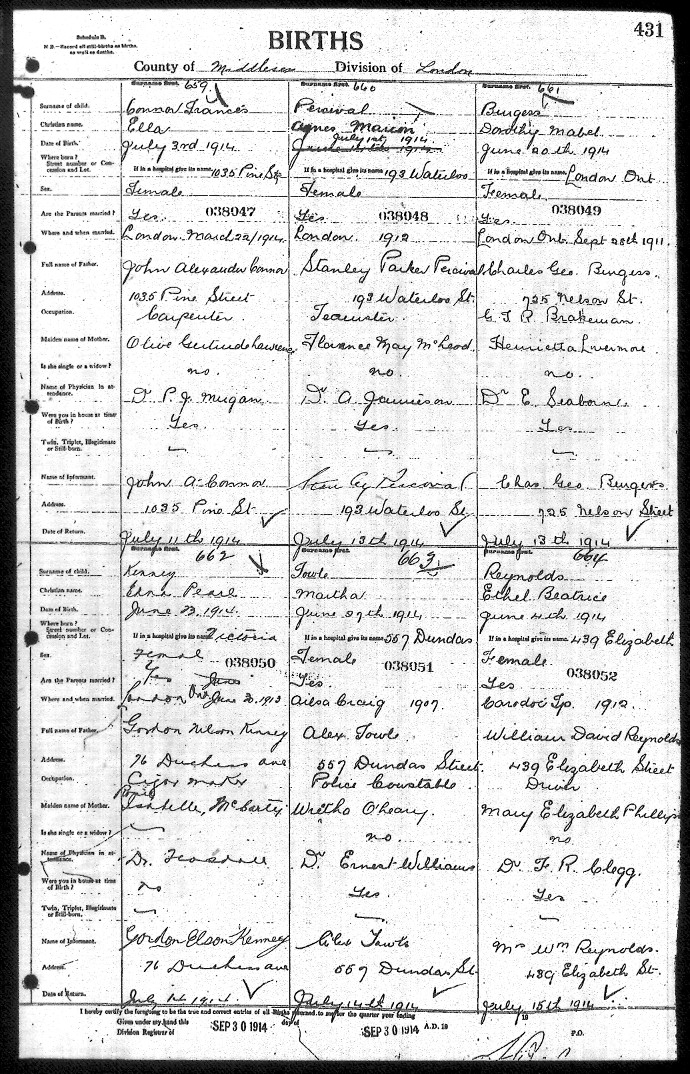 431
Schedule B.
N.B.—Record all still-births as births, as well as deaths.
BIRTHS
County of Middlesex Division of London
Surname first. 659 Surname first. 660 Surname first. 661
Surname of child. Connor Frances Percival Burgess
Christian name. Ella Agnes Marion Dorothy Mabel
July 1st, 1914
Date of Birth. July 3rd 1914 June 20th 1914
Where born? Street number or Concession and Lot. If in a hospital give its name 1035 Pine St If in a hospital give its name 193 Waterloo If in a hospital give its name London Ont
Sex. Female Female Female
Are the Parents married? Yes. 038047 Yes 038048 Yes 038049
Where and when married. London March 22/1914. London 1912 London Ont Sept 28th 1911.
Full name of Father. John Alexander Connor Stanley Parker Percival Charles Geo. Burgess.
Address. 1035 Pine Street 193 Waterloo St. 725 Nelson St.
Occupation. Carpenter. Teamster G T R Brakeman.
Maiden name of Mother. Olive Gertrude Lawrence Florence May McLeod. Henrietta Livermore
Is she single or a widow? no. no. no.
Name of Physician in attendance. Dr P. J. Mugan Dr A. Jamieson Dr E. Seaborn.
Were you in house at time of Birth? Yes. Yes. Yes
Twin, Triplet, Illegitimate or Still-born.
Name of Informant. John A Connor Percival Chas Geo Burgess
Address. 1035 Pine St 193 Waterloo St. 725 Nelson Street
Date of Return. July 11th 1914 July 13th 1914 July 13th 1914
Surname first. 662 Surname first. 663 Surname first. 664
Surname of child. Kenney Towle Reynolds
Christian name. Edna Pearl Martha Ethel Beatrice
Date of Birth. June 23, 1914. June 27th 1914 June 4th 1914
Where born? Street number or Concession and Lot. If in a hospital give its name Victoria If in a hospital give its name 557 Dundas If in a hospital give its name 439 Elizabeth
Sex. Femal 038050 Female 038051 Female 038052
Are the Parents married? Yes June Yes. Yes
Where and when married. London Ont June 30, 1913 Ailsa Craig 1907. Caradoc Tp. 1912.
Full name of Father. Gordon Nelson Kenney Alex. Towle William David Reynolds
Address. 76 Duchess ave 557 Dundas Street. 439 Elizabeth Street
Occupation. Cigar maker Police Constable Driver
Maiden name of Mother. Isabelle, McCartey Wretha O'Leary. Mary Elizabeth Phillips
Is she single or a widow? no. no
Name of Physician in attendance. Dr. Teasdall Dr Ernest Williams Dr F. R. Clegg.
Were you in house at time of Birth? no Yes Yes
Twin, Triplet, Illegitimate or Still-born.
Name of Informant. Gordon Elson Kenney Alex Towle Mrs Wm Reynolds.
Address. 76 Duchess ave 557 Dundas St. 439 Elizabeth St.
Date of Return. July 14 1914. July 14th 1914 July 15th 1914
I hereby certify the foregoing to be the true and correct entries of all Births returned to me for the quarter ending 19
Given under my hand this SEP 30 1914 day of SEP 30 1914 A.D. 19
Division Registrar of P.O.